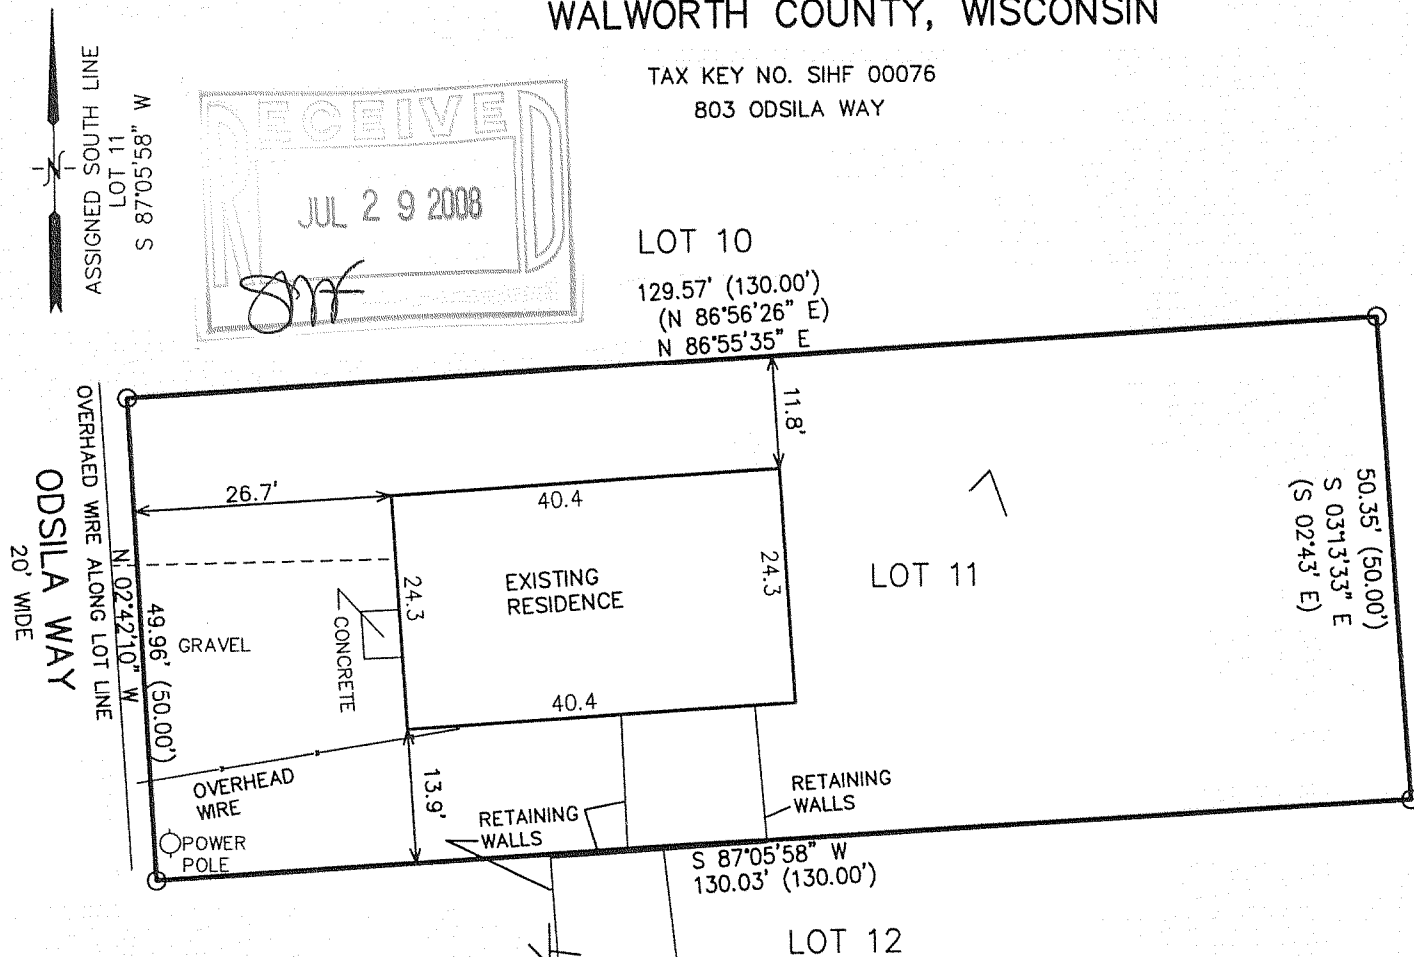 WALWORTH COUNTY, WISCONSIN
TAX KEY NO. SIHF 00076
803 ODSILA WAY
ASSIGNED SOUTH LINE
LOT 11
S 87°05'58" W
N
RECEIVED
JUL 2 9 2008
LOT 10
129.57' (130.00')
(N 86°56'26" E)
N 86°55'35" E
11.8'
26.7'
40.4
24.3
EXISTING
RESIDENCE
24.3
40.4
LOT 11
50.35' (50.00')
S 03°13'33" E
(S 02°43' E)
OVERHAED WIRE ALONG LOT LINE
ODSILA WAY
20' WIDE
N 02°42'10" W
49.96' (50.00')
GRAVEL
CONCRETE
OVERHEAD
WIRE
POWER
POLE
13.9'
RETAINING
WALLS
RETAINING
WALLS
S 87°05'58" W
130.03' (130.00')
LOT 12